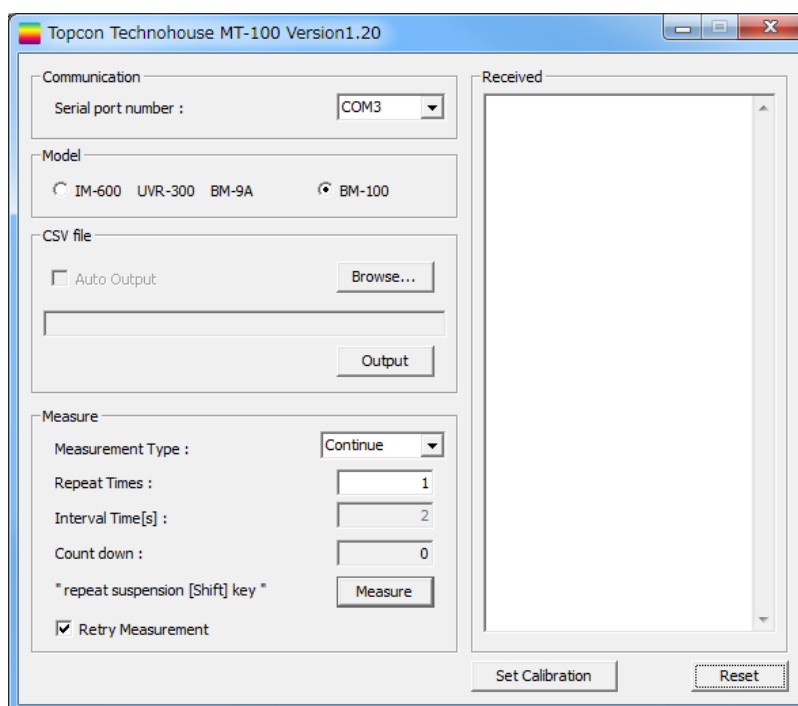 Topcon Technohouse MT-100 Version1.20
Communication
Serial port number :
COM3
Model
IM-600 UVR-300 BM-9A
BM-100
CSV file
Auto Output
Browse...
Output
Measure
Measurement Type :
Continue
Repeat Times :
1
Interval Time[s] :
2
Count down :
0
" repeat suspension [Shift] key "
Measure
Retry Measurement
Received
Set Calibration
Reset